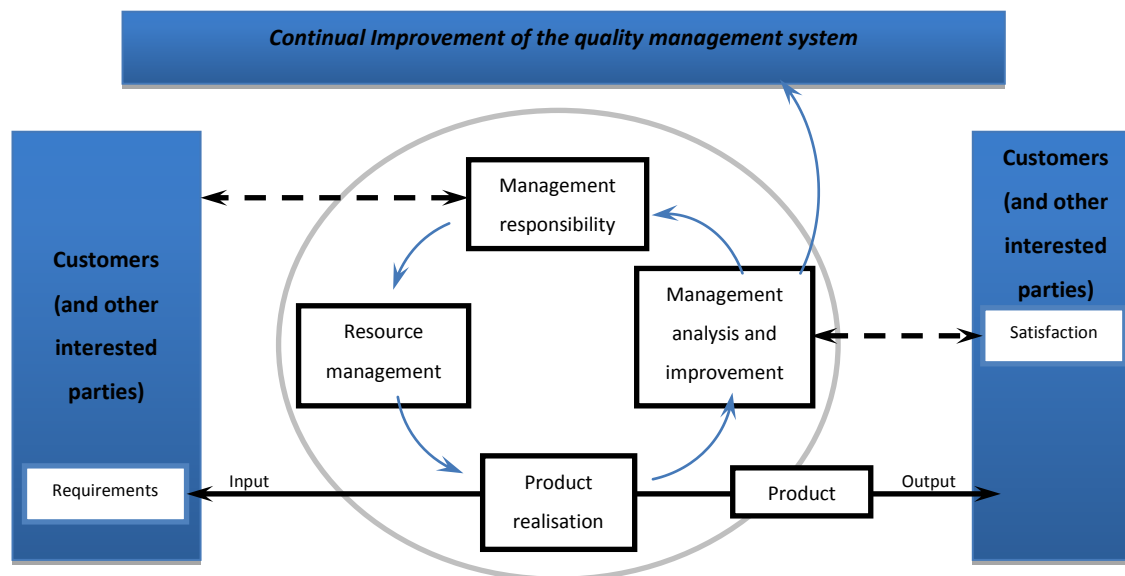 Continual Improvement of the quality management system
Customers
(and other
interested
parties)
Requirements
Management
responsibility
Resource
management
Management
analysis and
improvement
Input
Product
realisation
Product
Output
Customers
(and other
interested
parties)
Satisfaction